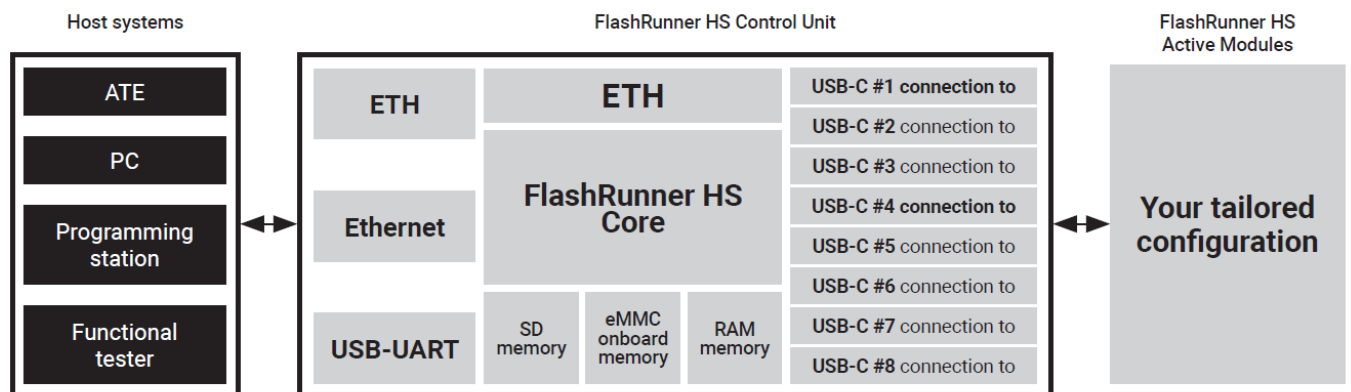 Host systems
FlashRunner HS Control Unit
FlashRunner HS
Active Modules
ATE
PC
Programming
station
Functional
tester
ETH
Ethernet
USB-UART
ETH
FlashRunner HS
Core
SD
memory
eMMC
onboard
memory
RAM
memory
USB-C #1 connection to
USB-C #2 connection to
USB-C #3 connection to
USB-C #4 connection to
USB-C #5 connection to
USB-C #6 connection to
USB-C #7 connection to
USB-C #8 connection to
Your tailored
configuration